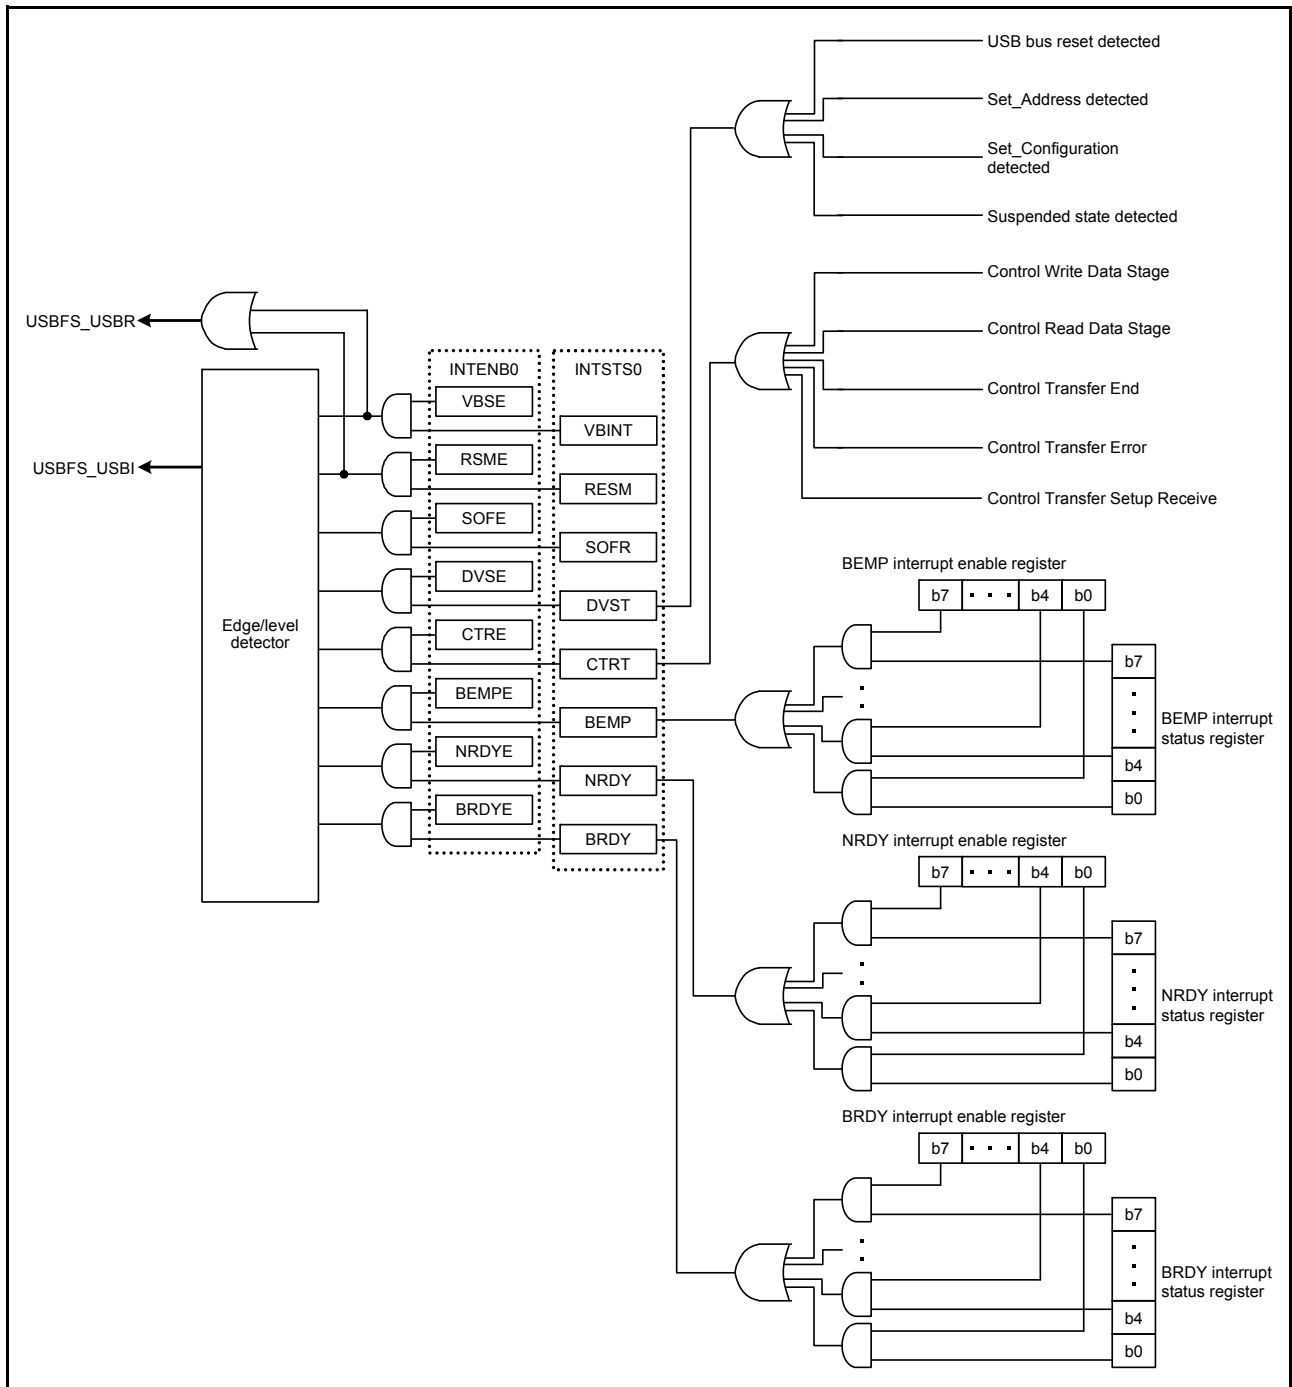 USB bus reset detected
Set_Address detected
Set_Configuration
detected
Suspended state detected
Control Write Data Stage
Control Read Data Stage
Control Transfer End
Control Transfer Error
Control Transfer Setup Receive
USBFS_USBR
USBFS_USBI
Edge/level
detector
INTENB0
VBSE
RSME
SOFE
DVSE
CTRE
BEMPE
NRDYE
BRDYE
INTSTS0
VBINT
RESM
SOFR
DVST
CTRT
BEMP
NRDY
BRDY
BEMP interrupt enable register
b7 · · · b4 b0
b7
b4
b0
BEMP interrupt
status register
NRDY interrupt enable register
b7 · · · b4 b0
b7
b4
b0
NRDY interrupt
status register
BRDY interrupt enable register
b7 · · · b4 b0
b7
b4
b0
BRDY interrupt
status register